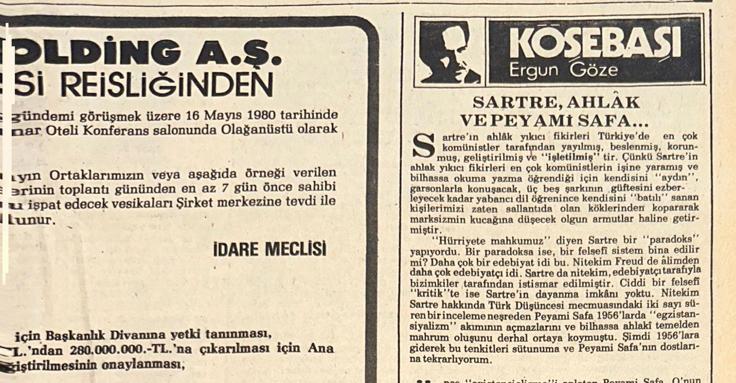 OLDİNG A.Ş.
Sİ REİSLİĞİNDEN
gündemi görüşmek üzere 16 Mayıs 1980 tarihinde
nar Oteli Konferans salonunda Olağanüstü olarak
yın Ortaklarımızın veya aşağıda örneği verilen
erinin toplantı gününden en az 7 gün önce sahibi
u ispat edecek vesikaları Şirket merkezine tevdi ile
lunur.
İDARE MECLİSİ
için Başkanlık Divanına yetki tanınması,
L.'ndan 280.000.000.-TL.'na çıkarılması için Ana
ğiştirilmesinin onaylanması;
KÖŞEBAŞI
Ergun Göze
SARTRE, AHLÂK
VE PEYAMİ SAFA...
Sartre'in ahlâk yıkıcı fikirleri Türkiye'de en çok
komünistler tarafından yayılmış, beslenmiş, korun-
muş, geliştirilmiş ve "işletilmiş" tir. Çünkü Sartre'in
ahlak yıkıcı fikirleri en çok komünistlerin işine yaramış ve
bilhassa okuma yazma öğrendiği için kendisini "aydın",
garsonlarla konuşacak, üç beş şarkının güftesini ezber-
leyecek kadar yabancı dil öğrenince kendisini "batılı" sanan
kişilerimizi zaten sallantıda olan köklerinden kopararak
marksizmin kucağına düşecek olgun armutlar haline getir-
miştir.
"Hürriyete mahkumuz" diyen Sartre bir "paradoks"
yapıyordu. Bir paradoksa ise, bir felsefi sistem bina edilir
mi? Daha çok bir edebiyat idi bu. Nitekim Freud de âlimden
daha çok edebiyatçı idi. Sartre da nitekim, edebiyatçı tarafıyla
bizimkiler tarafından istismar edilmiştir. Ciddi bir felsefî
"kritik"te ise Sartre'in dayanma imkânı yoktu. Nitekim
Sartre hakkında Türk Düşüncesi mecmuasındaki iki sayı sü-
ren bir inceleme neşreden Peyami Safa 1956'larda "egzistan-
siyalizm" akımının açmazlarını ve bilhassa ahlakî temelden
mahrum oluşunu derhal ortaya koymuştu. Şimdi 1956'lara
giderek bu tenkitleri sütunuma ve Peyami Safa'nın dostları-
na tekrarlıyorum.